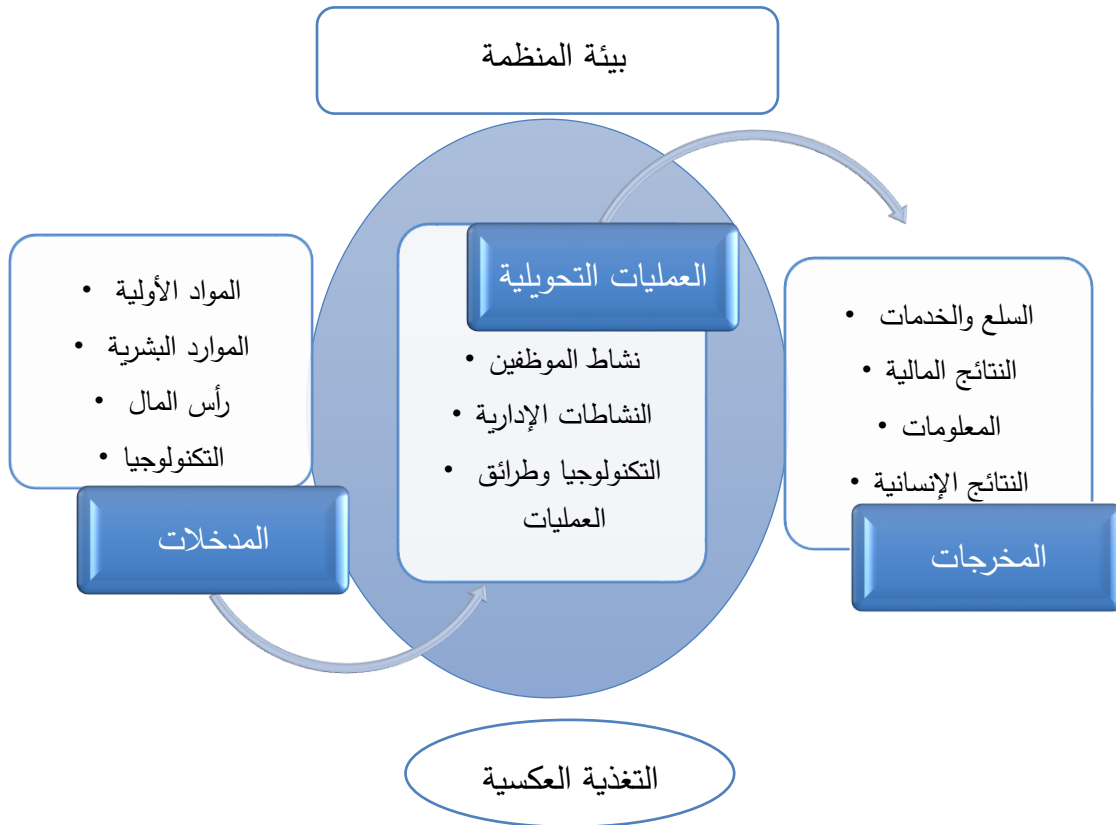 بيئة المنظمة
• المواد الأولية
• الموارد البشرية
• رأس المال
• التكنولوجيا
المدخلات
العمليات التحويلية
• نشاط الموظفين
• النشاطات الإدارية
• التكنولوجيا وطرائق
العمليات
• السلع والخدمات
• النتائج المالية
• المعلومات
• النتائج الإنسانية
المخرجات
التغذية العكسية